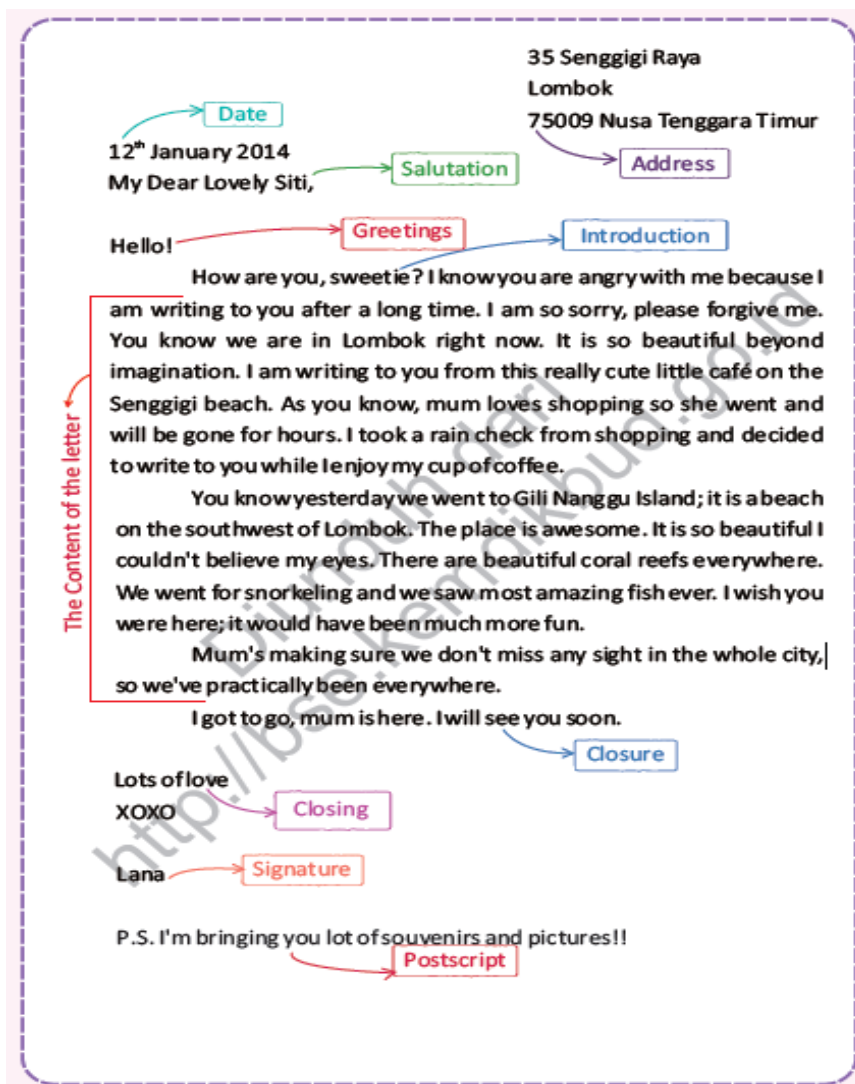 35 Senggigi Raya
Lombok
Date
75009 Nusa Tenggara Timur
12th January 2014
Address
My Dear Lovely Siti,
Salutation
Hello!
Greetings
Introduction
How are you, sweetie? I know you are angry with me because I
am writing to you after a long time. I am so sorry, please forgive me.
You know we are in Lombok right now. It is so beautiful beyond
imagination. I am writing to you from this really cute little café on the
Senggigi beach. As you know, mum loves shopping so she went and
will be gone for hours. I took a rain check from shopping and decided
to write to you while I enjoy my cup of coffee.
You know yesterday we went to Gili Nanggu Island; it is a beach
on the southwest of Lombok. The place is awesome. It is so beautiful I
couldn't believe my eyes. There are beautiful coral reefs everywhere.
We went for snorkeling and we saw most amazing fish ever. I wish you
were here; it would have been much more fun.
Mum's making sure we don't miss any sight in the whole city,
so we've practically been everywhere.
I got to go, mum is here. I will see you soon.
The Content of the letter
Closure
Lots of love
XOXO
Closing
Lana
Signature
P.S. I'm bringing you lot of souvenirs and pictures!!
Postscript
Diunduh dari
http://bse.kemdikbud.go.id